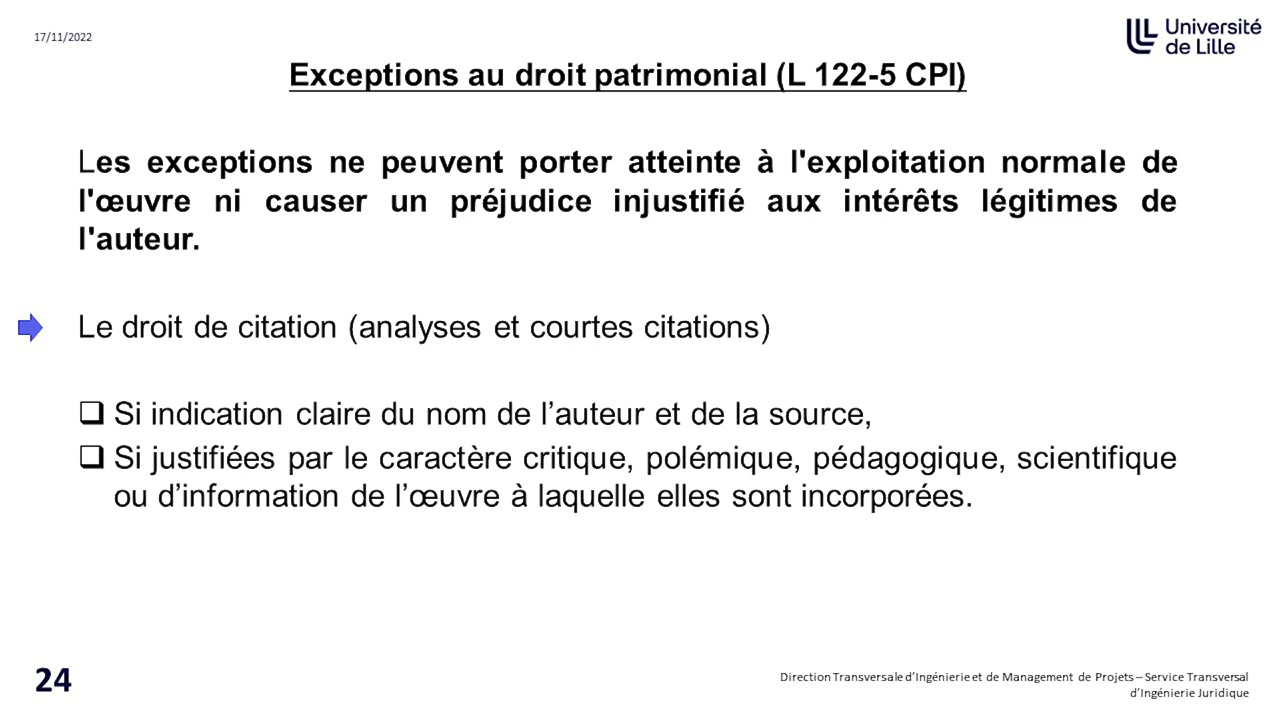 17/11/2022
Université
de Lille
Exceptions au droit patrimonial (L 122-5 CPI)
Les exceptions ne peuvent porter atteinte à l'exploitation normale de
l'œuvre ni causer un préjudice injustifié aux intérêts légitimes de
l'auteur.
Le droit de citation (analyses et courtes citations)
Si indication claire du nom de l’auteur et de la source,
Si justifiées par le caractère critique, polémique, pédagogique, scientifique
ou d’information de l’œuvre à laquelle elles sont incorporées.
24
Direction Transversale d’Ingénierie et de Management de Projets – Service Transversal
d’Ingénierie Juridique